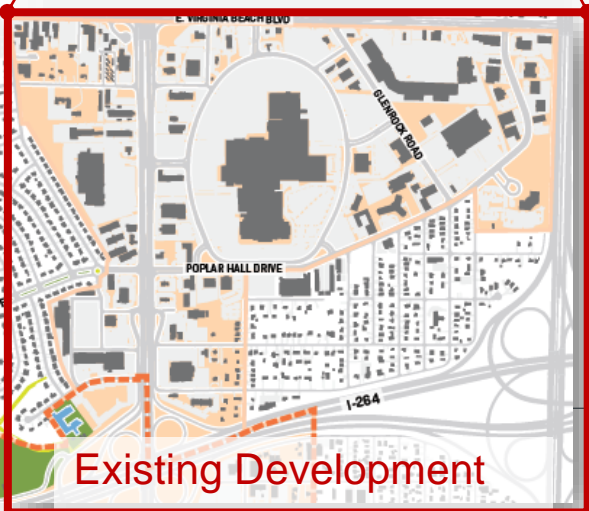 E. VIRGINIA BEACH BLVD
GLENROCK ROAD
POPLAR HALL DRIVE
I-264
Existing Development